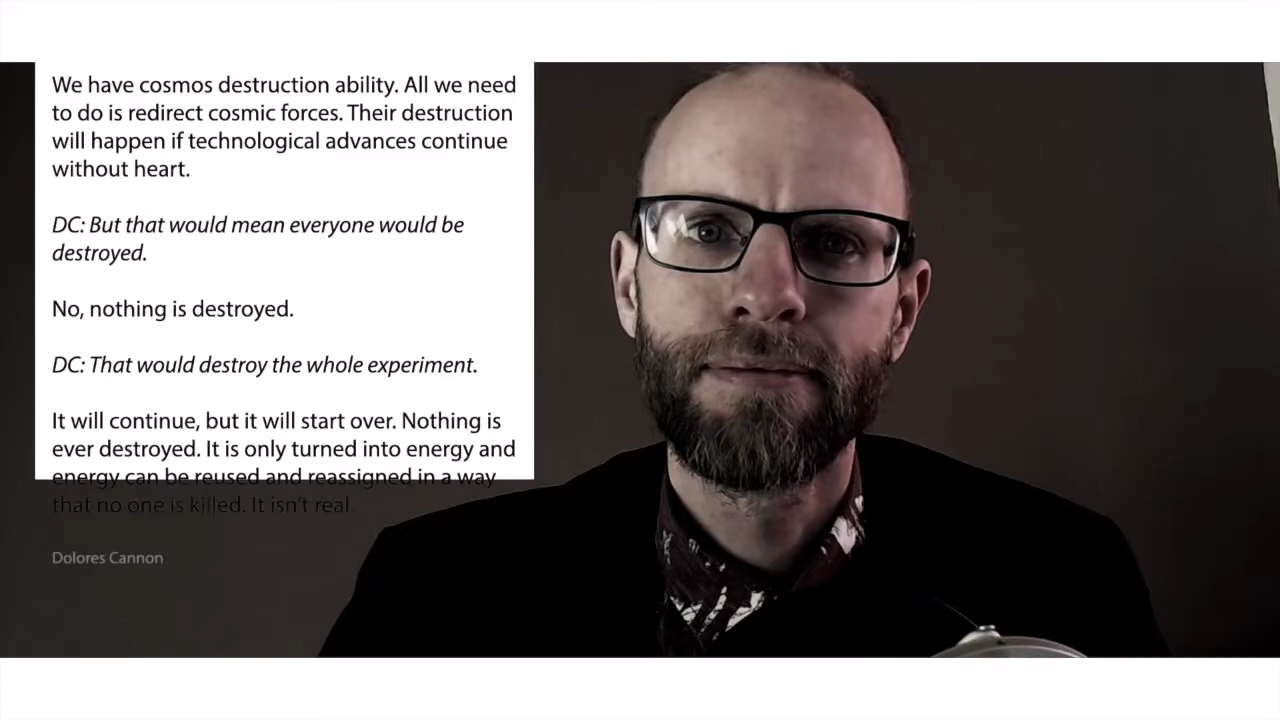 We have cosmos destruction ability. All we need
to do is redirect cosmic forces. Their destruction
will happen if technological advances continue
without heart.
DC: But that would mean everyone would be
destroyed.
No, nothing is destroyed.
DC: That would destroy the whole experiment.
It will continue, but it will start over. Nothing is
ever destroyed. It is only turned into energy and
energy can be reused and reassigned in a way
that no one is killed. It isn't real.
Dolores Cannon